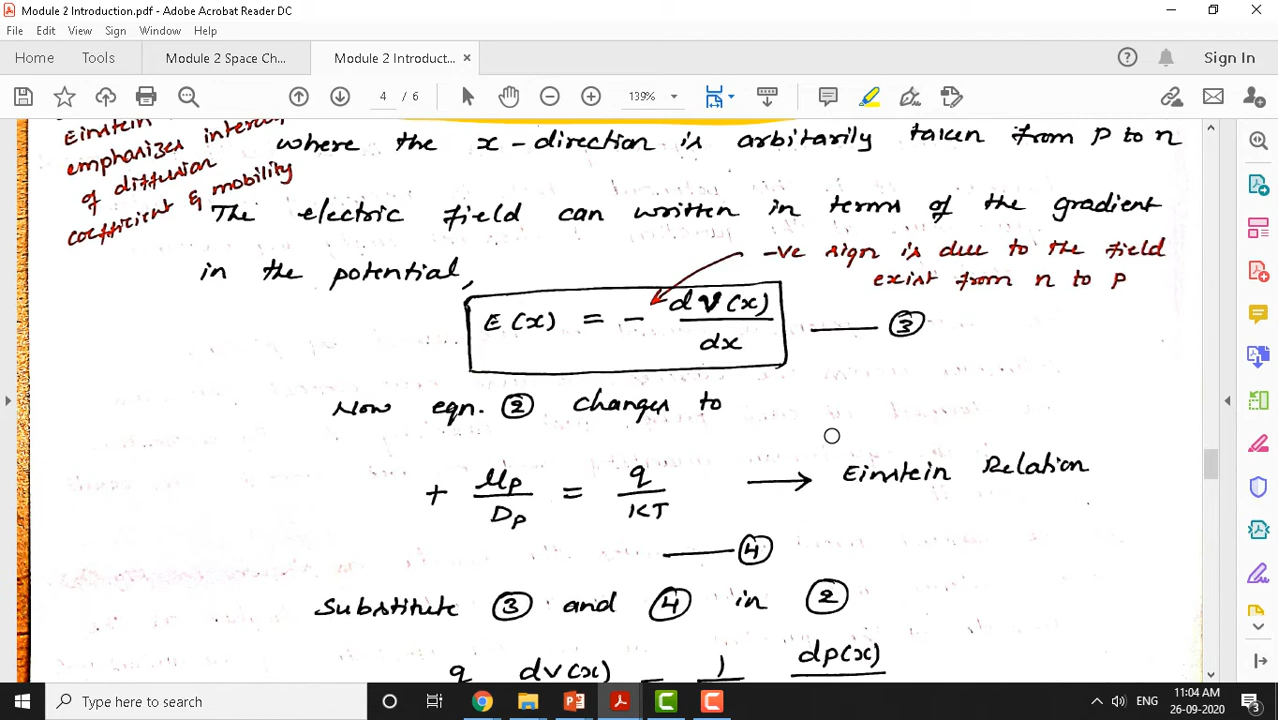 Module 2 Introduction.pdf - Adobe Acrobat Reader DC
File Edit View Sign Window Help
Home Tools Module 2 Space Ch... Module 2 Introduct... ×
? Sign In
4 / 6 139%
Einstein
emphasizes
of diffusion
coefficient & mobility
where the x - direction is arbitarily taken from P to n
The electric field can written in terms of the gradient
in the potential,
-ve sign is due to the field
exist from n to P
E(x) = - dV(x)/dx ——— ③
Now eqn. ② changes to
+ μp/Dp = q/KT → Einstein Relation
——— ④
Substitute ③ and ④ in ②
q dv(x) = 1 dp(x)
Type here to search
ENG
11:04 AM
26-09-2020
3